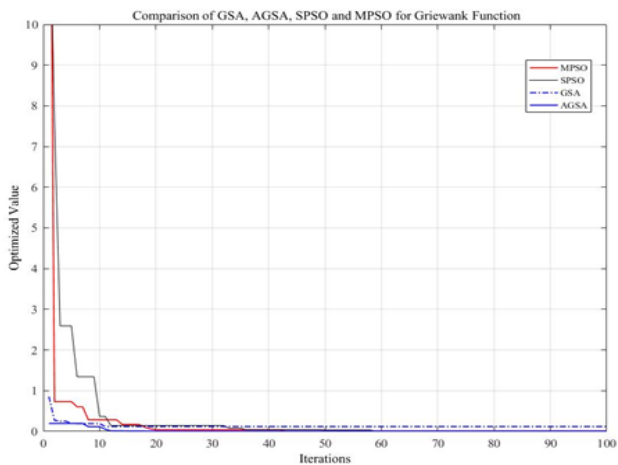 Comparison of GSA, AGSA, SPSO and MPSO for Griewank Function
10
9
8
7
6
5
4
3
2
1
0
Optimized Value
MPSO
SPSO
GSA
AGSA
0 10 20 30 40 50 60 70 80 90 100
Iterations